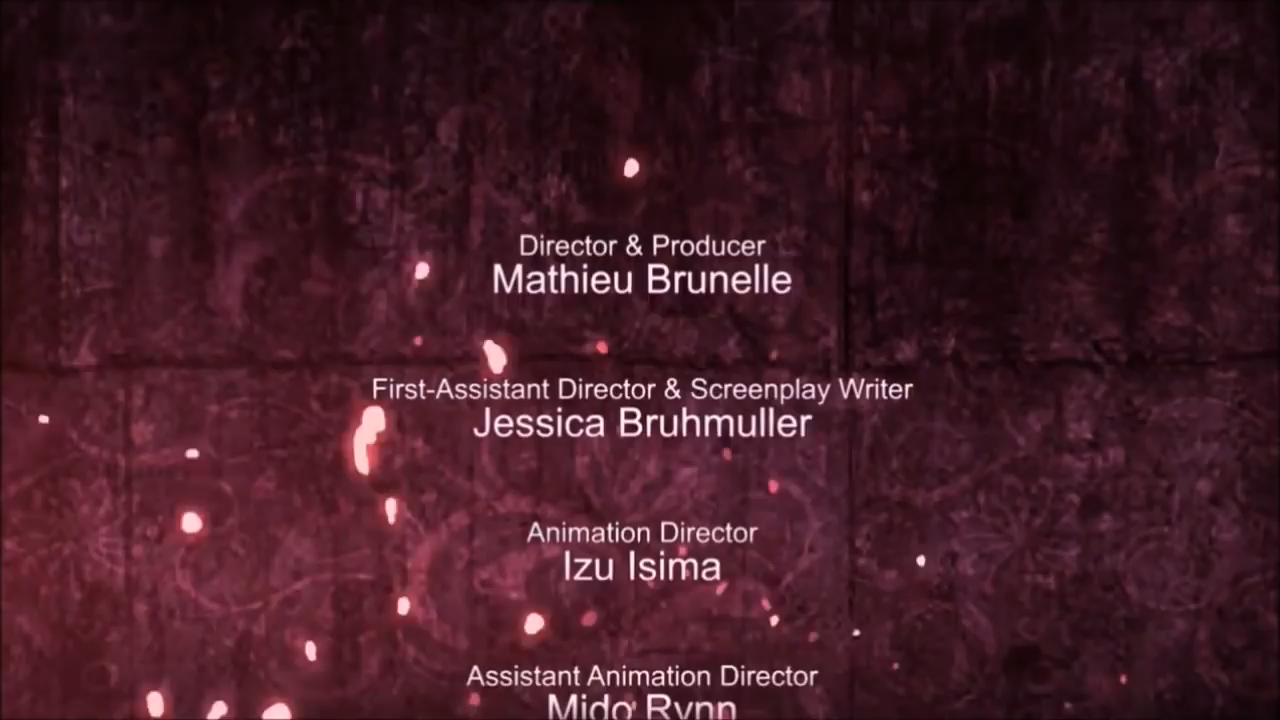 Director & Producer
Mathieu Brunelle
First-Assistant Director & Screenplay Writer
Jessica Bruhmuller
Animation Director
Izu Isima
Assistant Animation Director
Mido Rynn